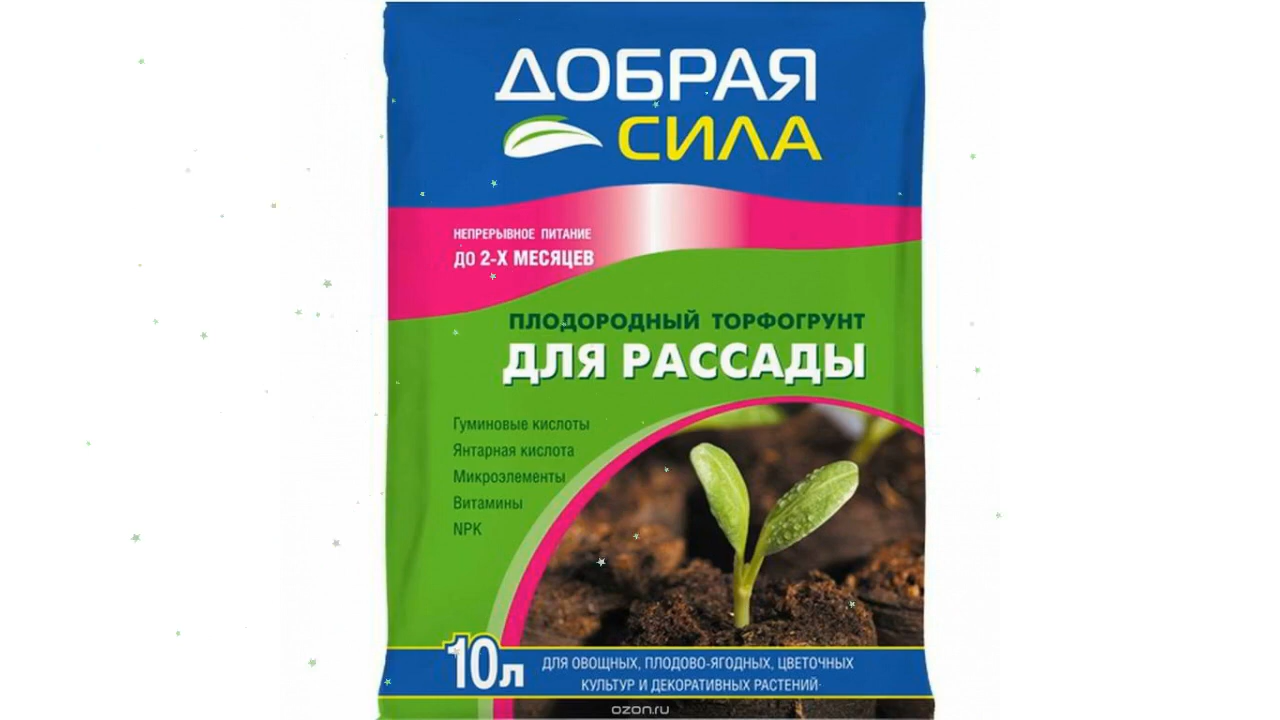 ДОБРАЯ
СИЛА
НЕПРЕРЫВНОЕ ПИТАНИЕ
ДО 2-Х МЕСЯЦЕВ
ПЛОДОРОДНЫЙ ТОРФОГРУНТ
ДЛЯ РАССАДЫ
Гуминовые кислоты
Янтарная кислота
Микроэлементы
Витамины
NPK
10л
ДЛЯ ОВОЩНЫХ, ПЛОДОВО-ЯГОДНЫХ, ЦВЕТОЧНЫХ
КУЛЬТУР И ДЕКОРАТИВНЫХ РАСТЕНИЙ
ozon.ru